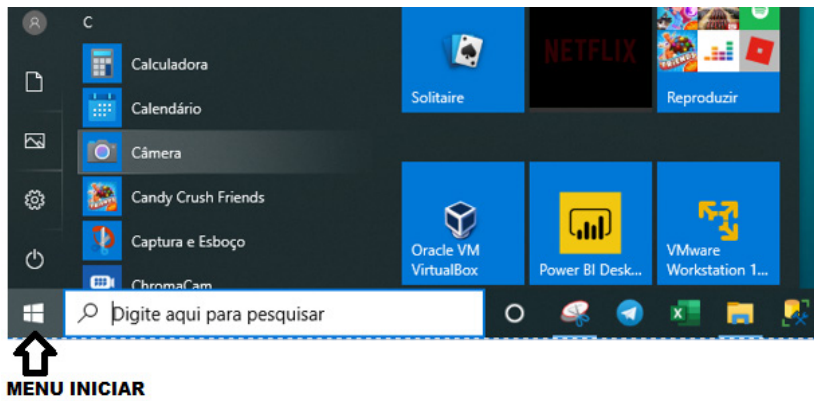 C
Calculadora
Calendário
Câmera
Candy Crush Friends
Captura e Esboço
ChromaCam
Solitaire
NETFLIX
Reproduzir
Oracle VM
VirtualBox
Power BI Desk...
VMware
Workstation 1...
Digite aqui para pesquisar
MENU INICIAR